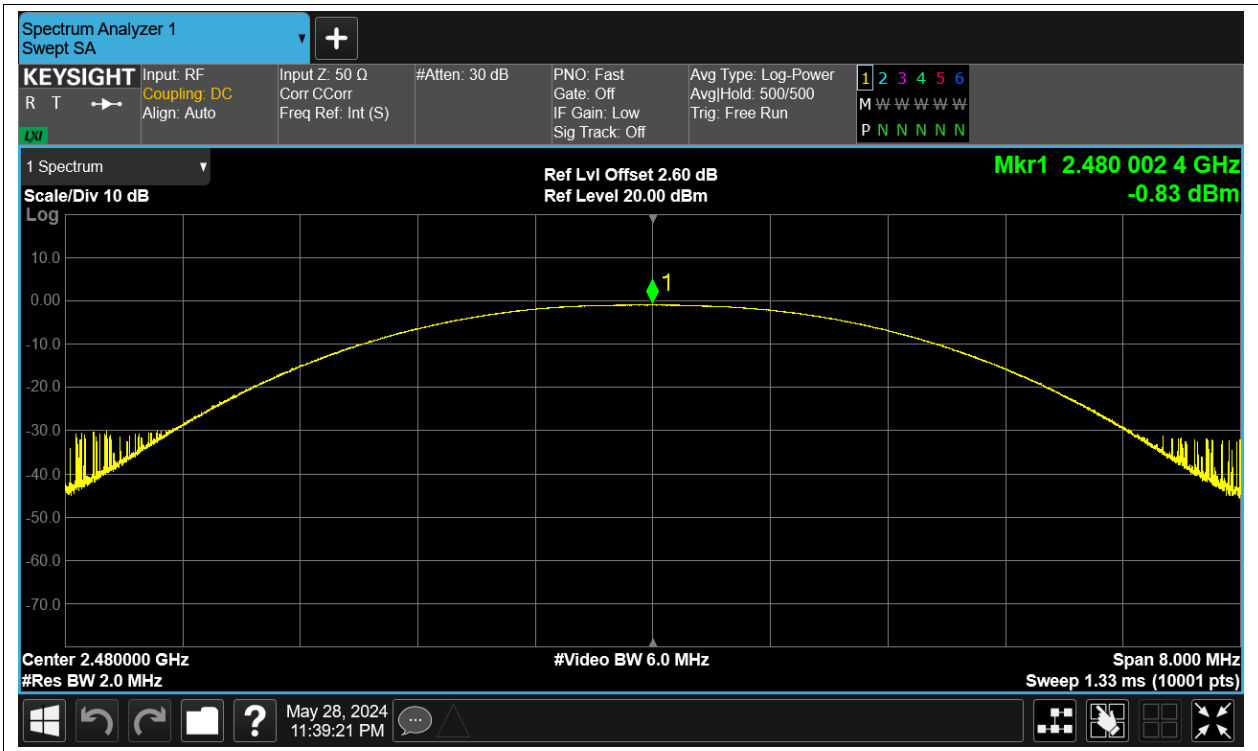 Spectrum Analyzer 1
Swept SA
KEYSIGHT
R T
LXI
Input: RF
Coupling: DC
Align: Auto
Input Z: 50 Ω
Corr CCorr
Freq Ref: Int (S)
#Atten: 30 dB
PNO: Fast
Gate: Off
IF Gain: Low
Sig Track: Off
Avg Type: Log-Power
Avg|Hold: 500/500
Trig: Free Run
1 2 3 4 5 6
M W W W W W
P N N N N N
1 Spectrum
Scale/Div 10 dB
Log
Ref Lvl Offset 2.60 dB
Ref Level 20.00 dBm
Mkr1 2.480 002 4 GHz
-0.83 dBm
10.0
0.00
-10.0
-20.0
-30.0
-40.0
-50.0
-60.0
-70.0
1
Center 2.480000 GHz
#Res BW 2.0 MHz
#Video BW 6.0 MHz
Span 8.000 MHz
Sweep 1.33 ms (10001 pts)
?
May 28, 2024
11:39:21 PM